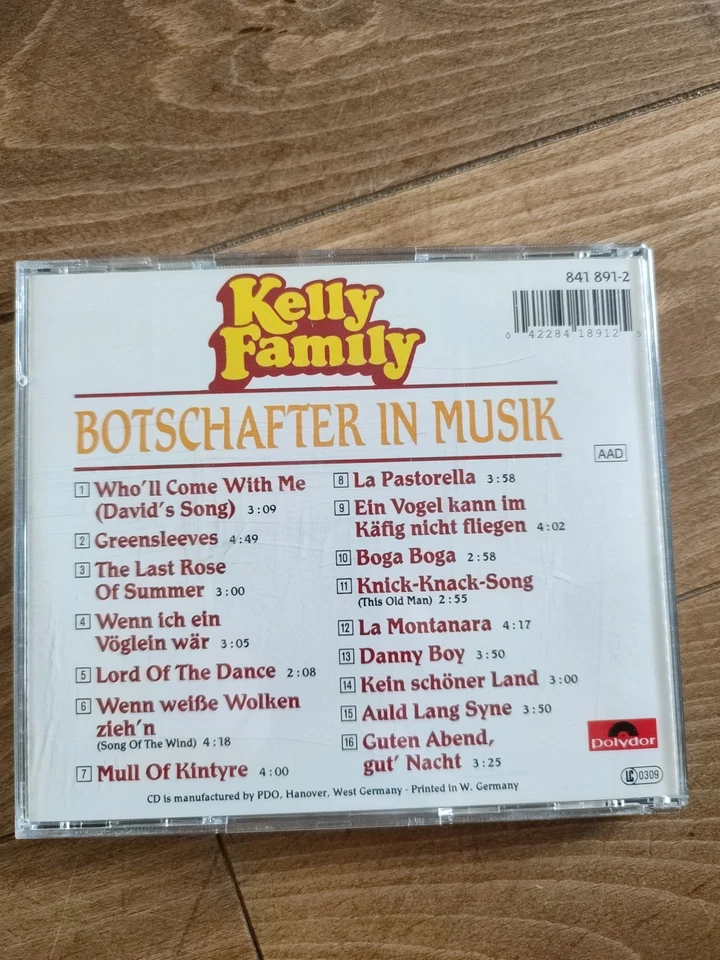 Kelly
Family
841 891-2
0 42284 18912 5
BOTSCHAFTER IN MUSIK
AAD
1 Who'll Come With Me
(David's Song) 3:09
2 Greensleeves 4:49
3 The Last Rose
Of Summer 3:00
4 Wenn ich ein
Vöglein wär 3:05
5 Lord Of The Dance 2:08
6 Wenn weiße Wolken
zieh'n
(Song Of The Wind) 4:18
7 Mull Of Kintyre 4:00
8 La Pastorella 3:58
9 Ein Vogel kann im
Käfig nicht fliegen 4:02
10 Boga Boga 2:58
11 Knick-Knack-Song
(This Old Man) 2:55
12 La Montanara 4:17
13 Danny Boy 3:50
14 Kein schöner Land 3:00
15 Auld Lang Syne 3:50
16 Guten Abend,
gut' Nacht 3:25
Polydor
LC 0309
CD is manufactured by PDO, Hanover, West Germany · Printed in W. Germany